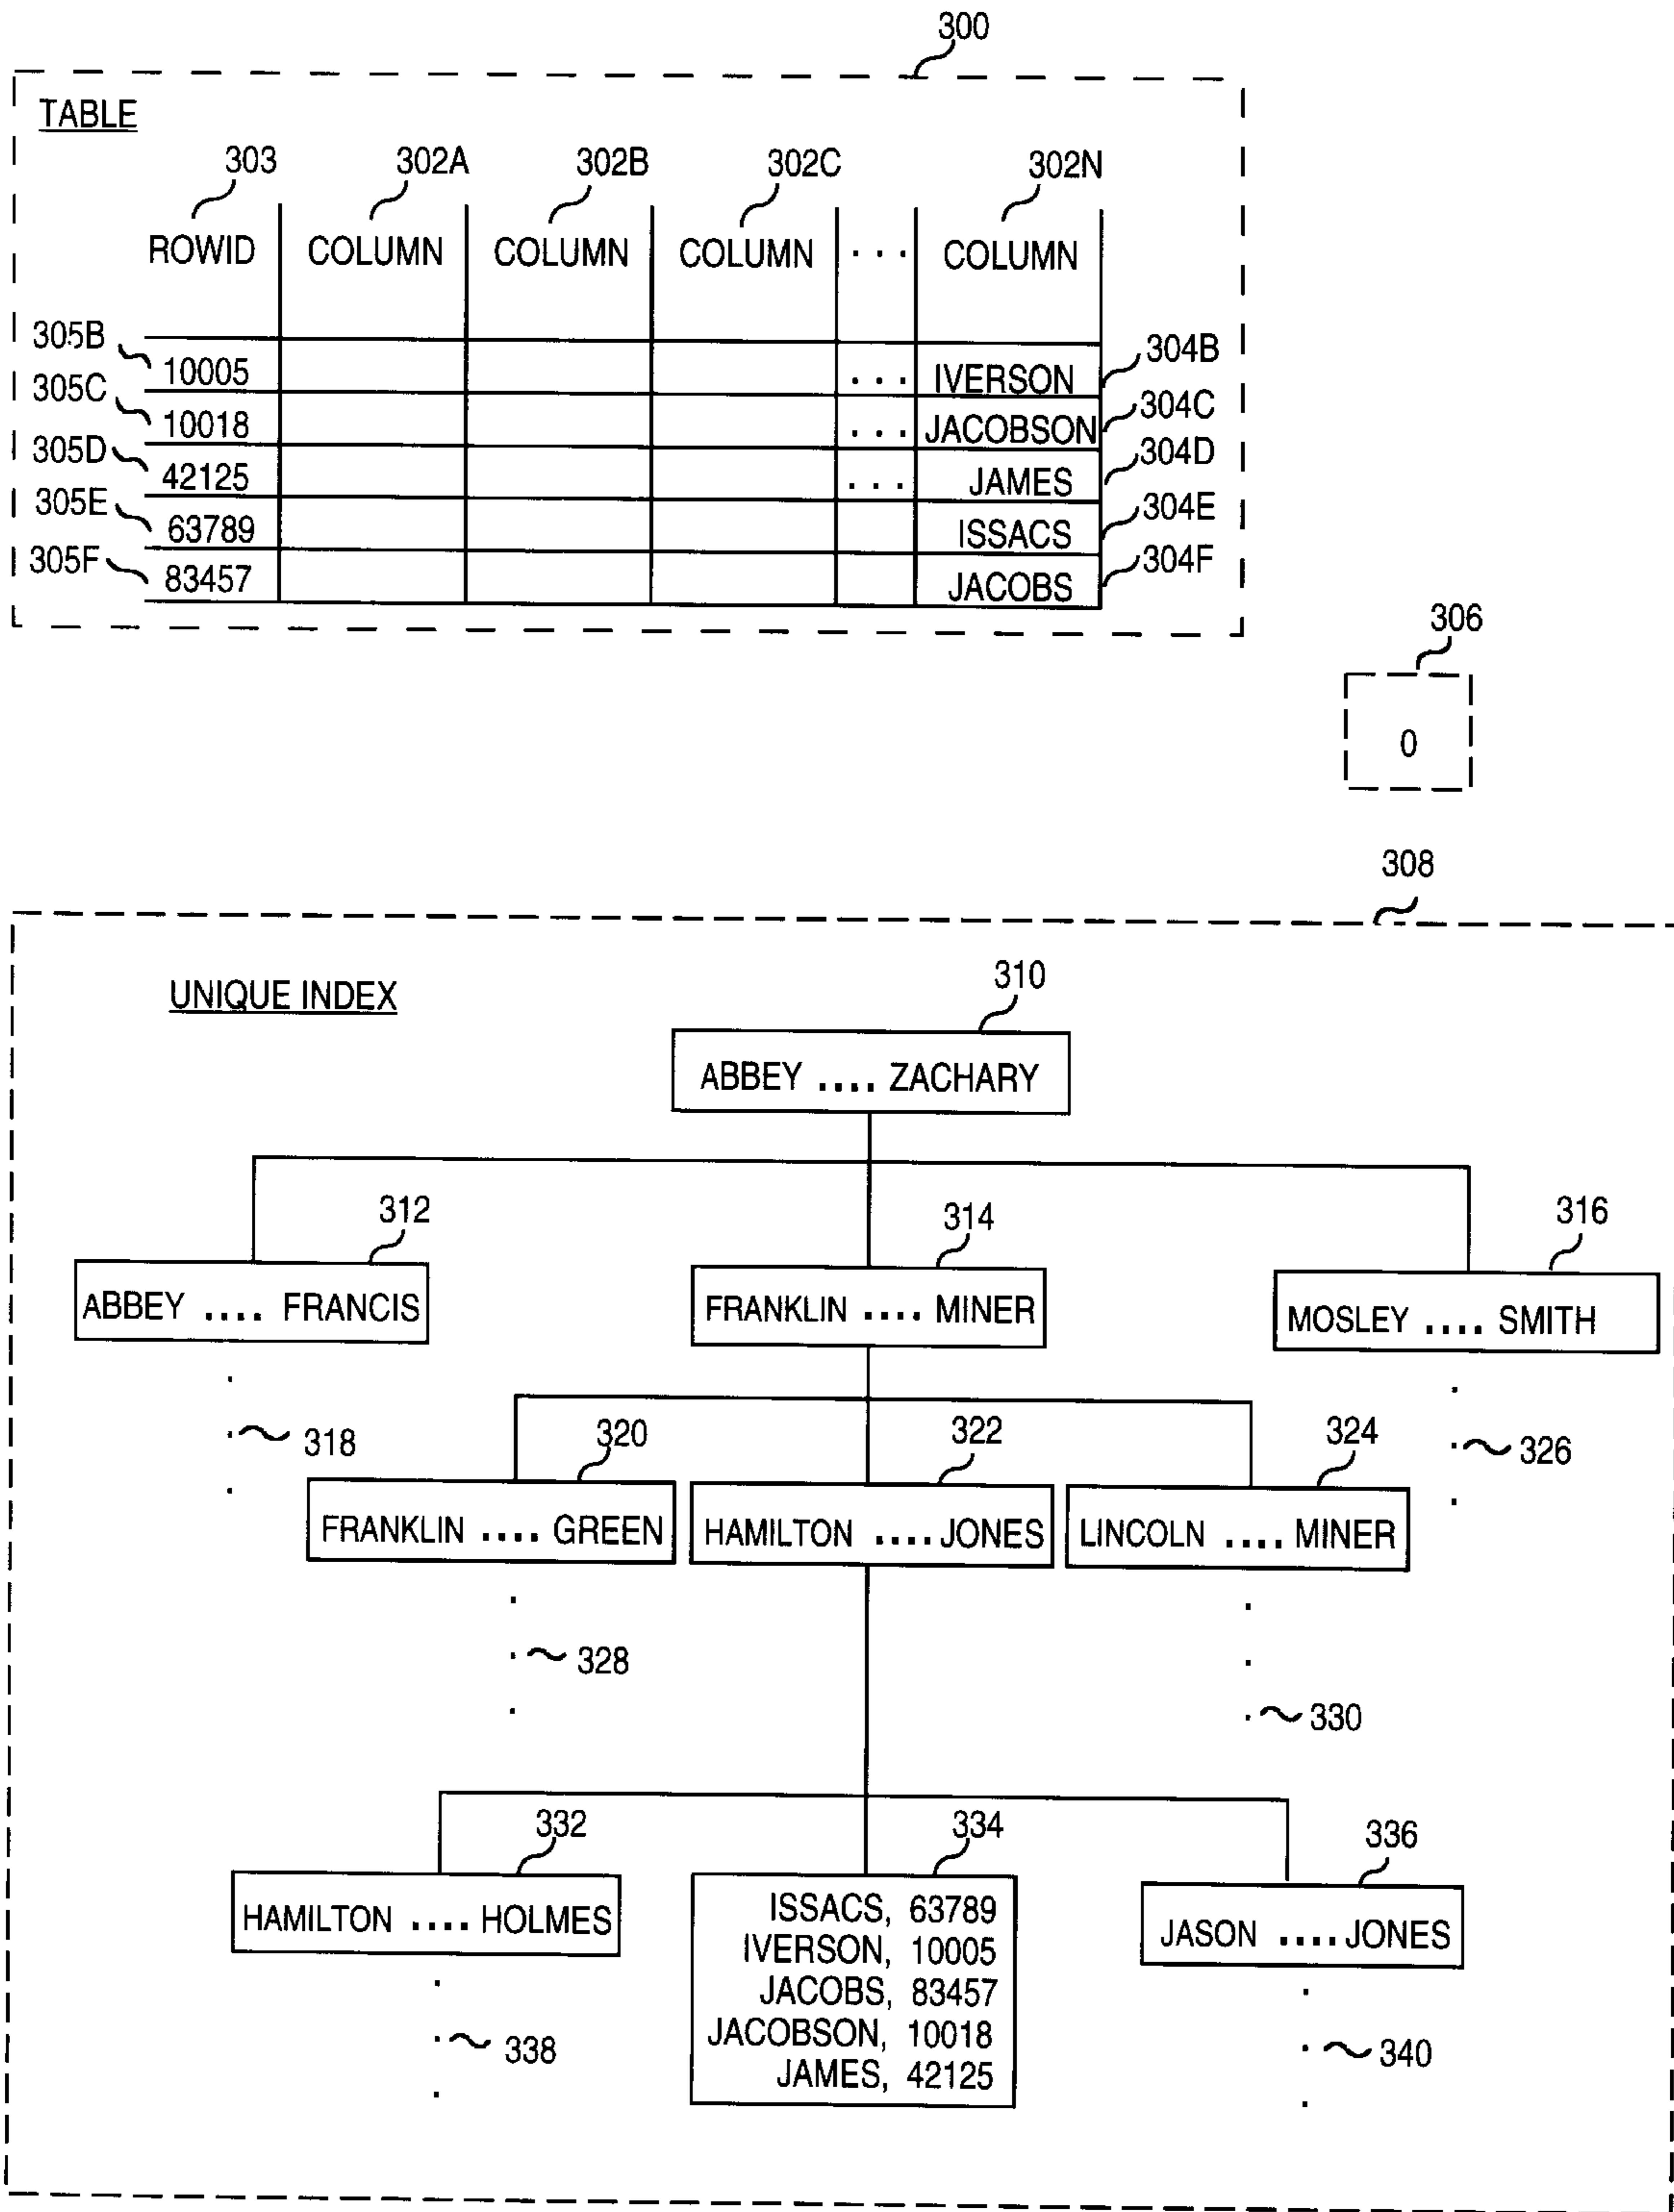 300
TABLE
303 302A 302B 302C 302N
ROWID COLUMN COLUMN COLUMN ... COLUMN
305B 10005 ... IVERSON 304B
305C 10018 ... JACOBSON 304C
305D 42125 ... JAMES 304D
305E 63789 ISSACS 304E
305F 83457 JACOBS 304F
306
0
308
UNIQUE INDEX
310
ABBEY .... ZACHARY
312 314 316
ABBEY .... FRANCIS FRANKLIN .... MINER MOSLEY .... SMITH
318 320 322 324 326
FRANKLIN .... GREEN HAMILTON .... JONES LINCOLN .... MINER
328 330
332 334 336
HAMILTON .... HOLMES JASON .... JONES
ISSACS, 63789
IVERSON, 10005
JACOBS, 83457
JACOBSON, 10018
JAMES, 42125
338 340